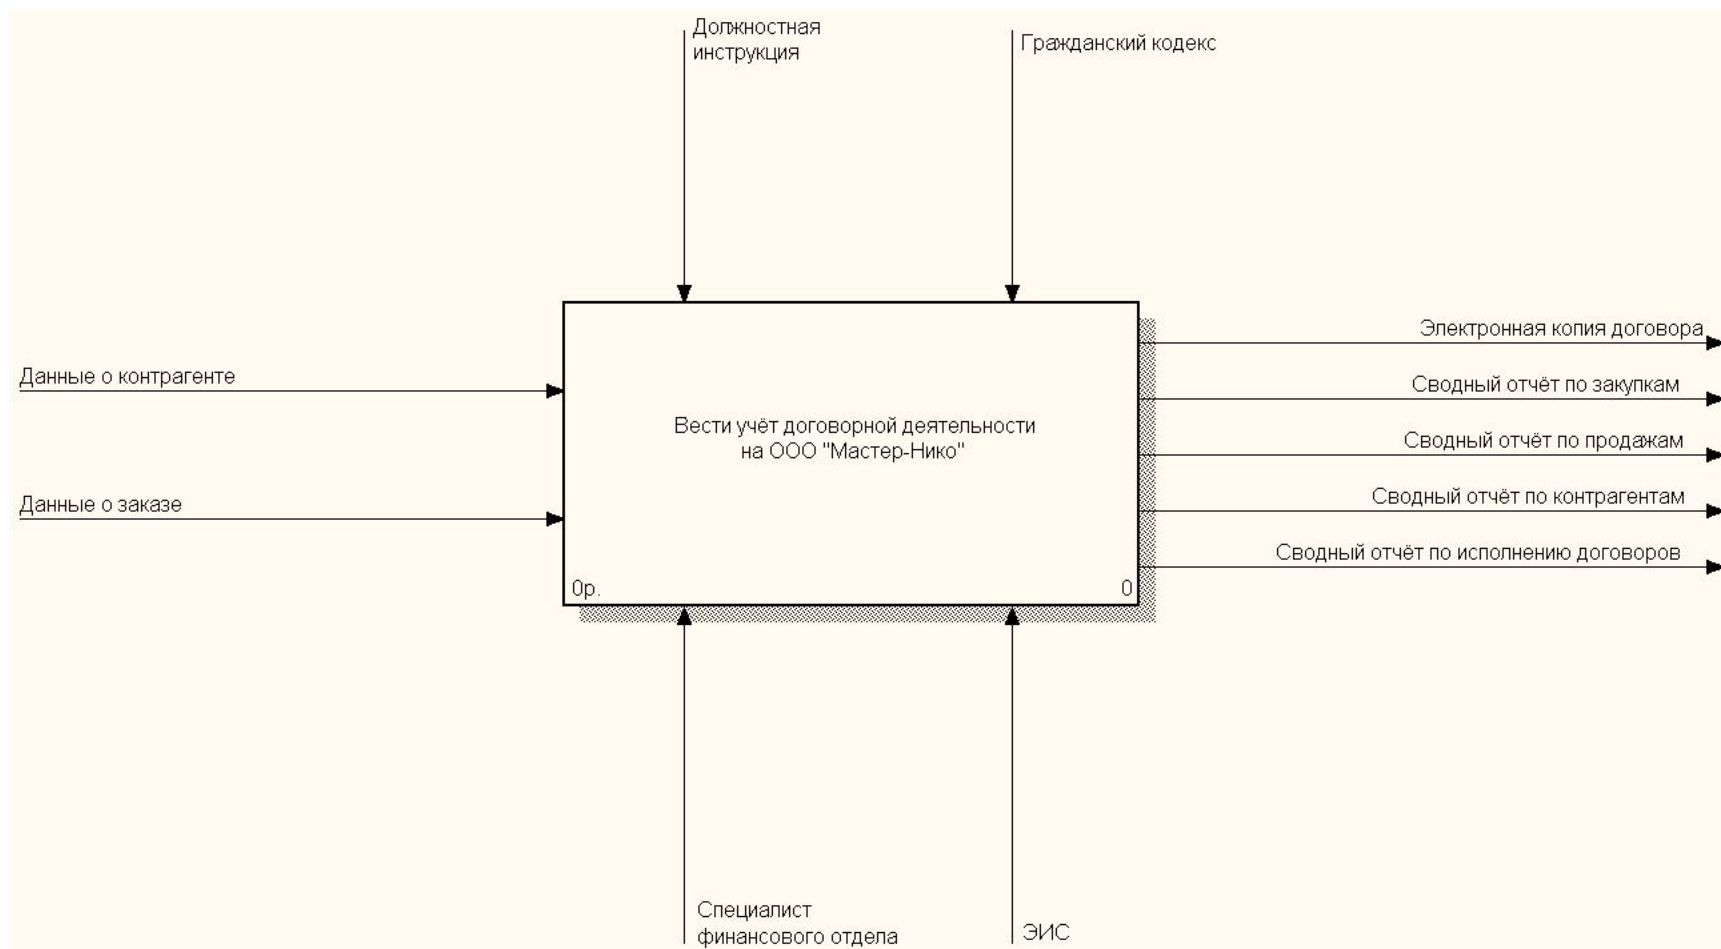 Должностная
инструкция
Гражданский кодекс
Электронная копия договора
Данные о контрагенте
Сводный отчёт по закупкам
Вести учёт договорной деятельности
на ООО "Мастер-Нико"
Сводный отчёт по продажам
Данные о заказе
Сводный отчёт по контрагентам
Сводный отчёт по исполнению договоров
0р.
0
Специалист
финансового отдела
ЭИС